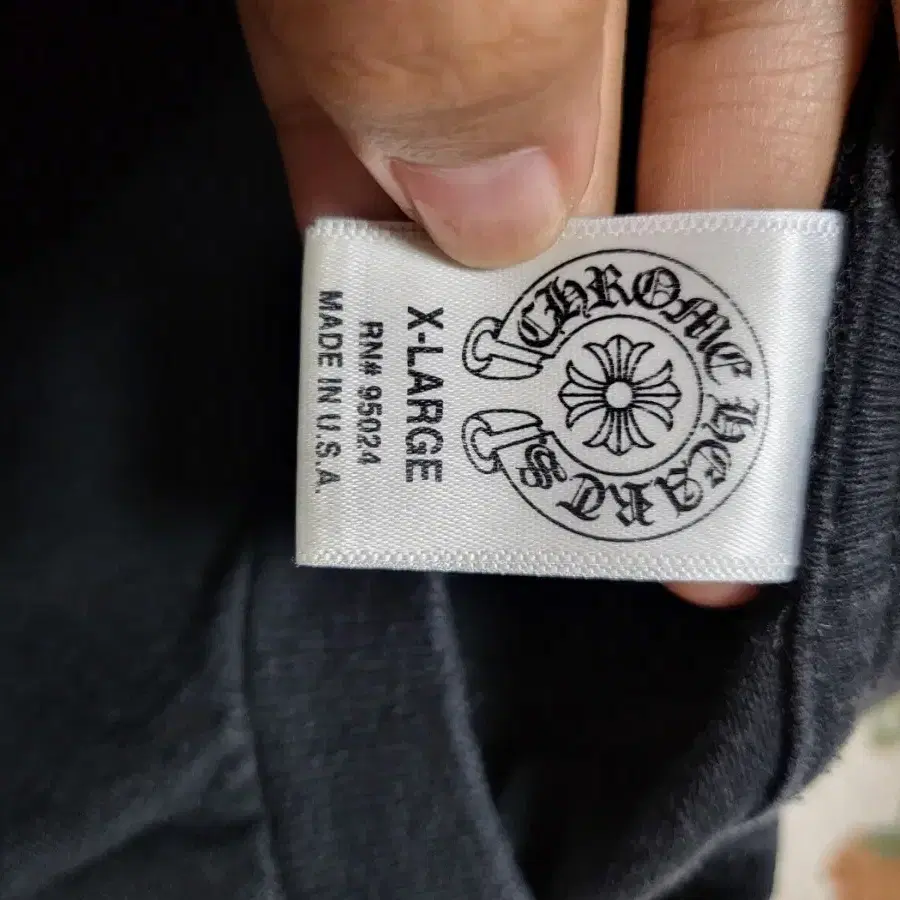 CHROME HEARTS
X-LARGE
RN# 95024
MADE IN U.S.A.